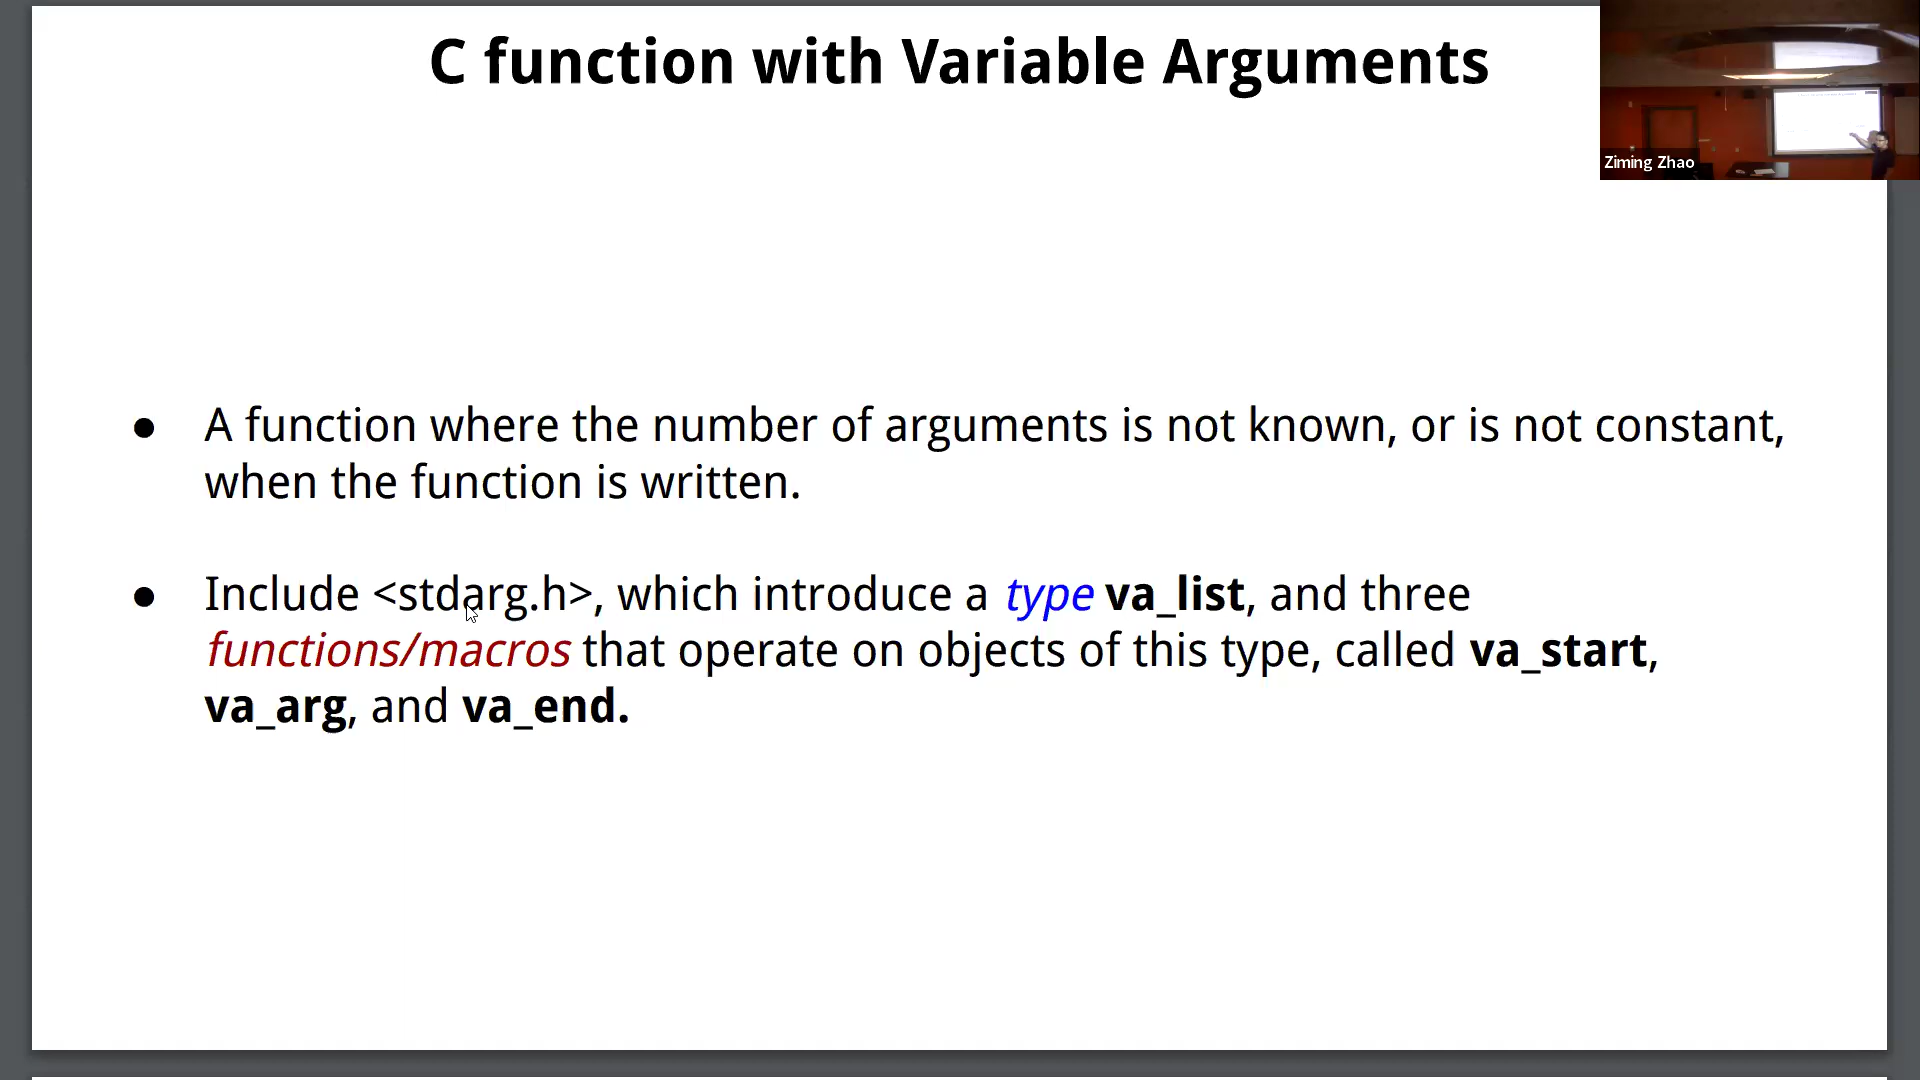 C function with Variable Arguments
Ziming Zhao
● A function where the number of arguments is not known, or is not constant,
when the function is written.
● Include <stdarg.h>, which introduce a type va_list, and three
functions/macros that operate on objects of this type, called va_start,
va_arg, and va_end.